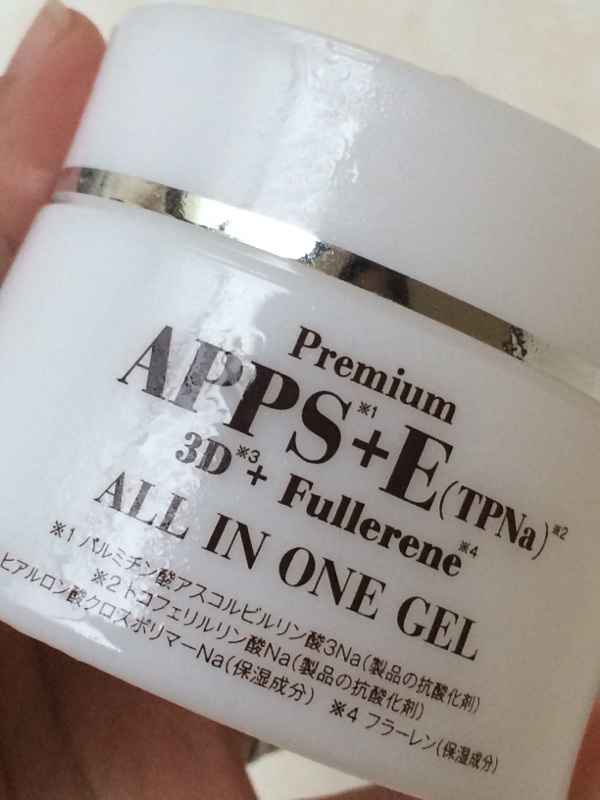 Premium
APPS※1+E(TPNa)※2
3D※3+ Fullerene※4
ALL IN ONE GEL
※1 パルミチン酸アスコルビルリン酸3Na(製品の抗酸化剤)
※2 トコフェリルリン酸Na(製品の抗酸化剤)
ヒアルロン酸クロスポリマーNa(保湿成分) ※4 フラーレン(保湿成分)